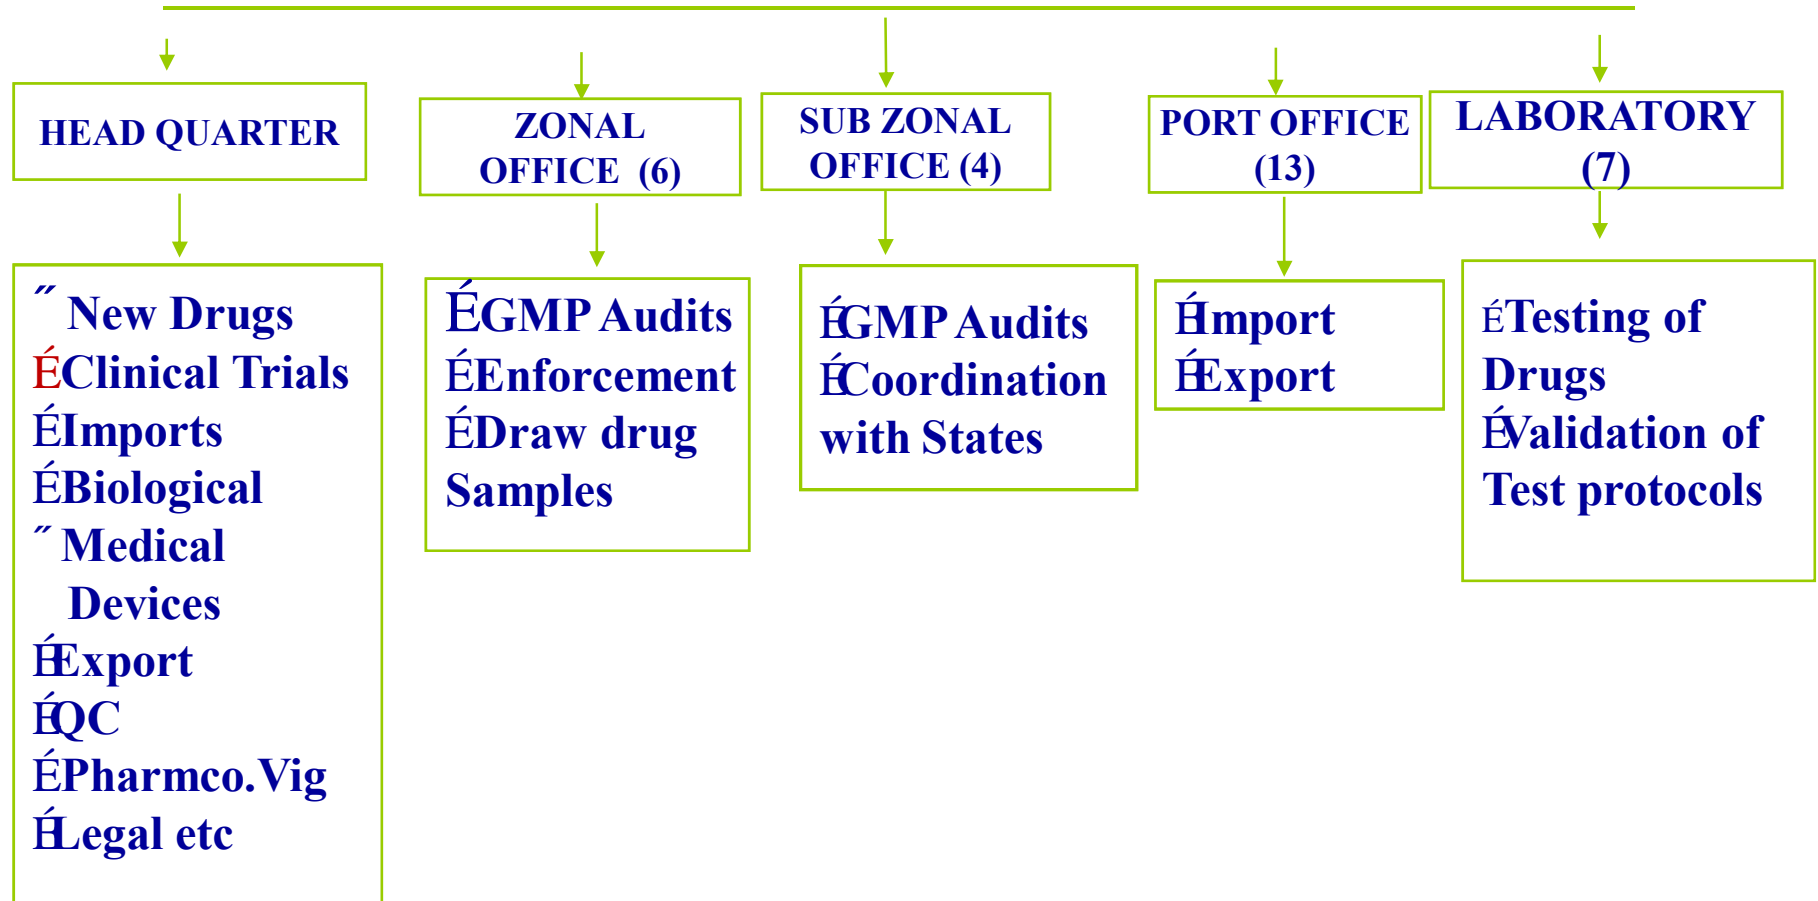 HEAD QUARTER
ZONAL
OFFICE (6)
SUB ZONAL
OFFICE (4)
PORT OFFICE
(13)
LABORATORY
(7)
˝ New Drugs
ÉClinical Trials
ÉImports
ÉBiological
˝ Medical
Devices
ÉExport
ÉQC
ÉPharmco.Vig
ÉLegal etc
ÉGMP Audits
ÉEnforcement
ÉDraw drug
Samples
ÉGMP Audits
ÉCoordination
with States
ÉImport
ÉExport
ÉTesting of
Drugs
ÉValidation of
Test protocols